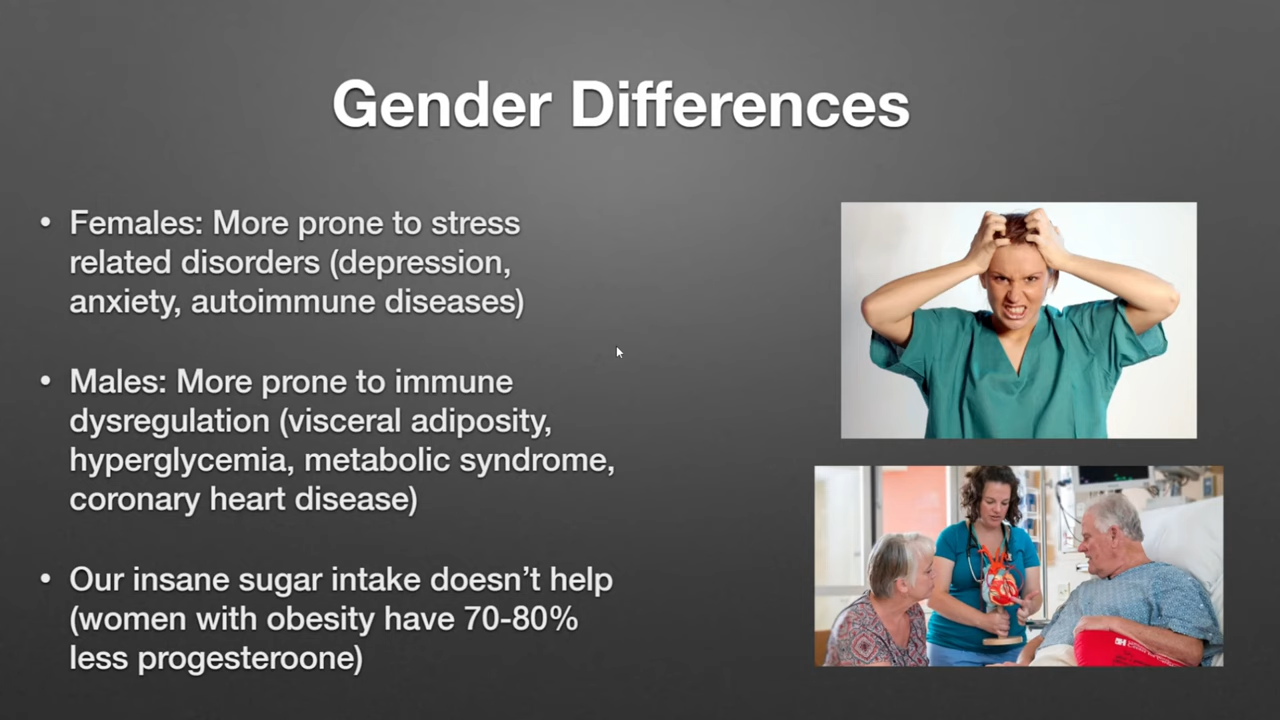 Gender Differences
• Females: More prone to stress
related disorders (depression,
anxiety, autoimmune diseases)
• Males: More prone to immune
dysregulation (visceral adiposity,
hyperglycemia, metabolic syndrome,
coronary heart disease)
• Our insane sugar intake doesn’t help
(women with obesity have 70-80%
less progesteroone)